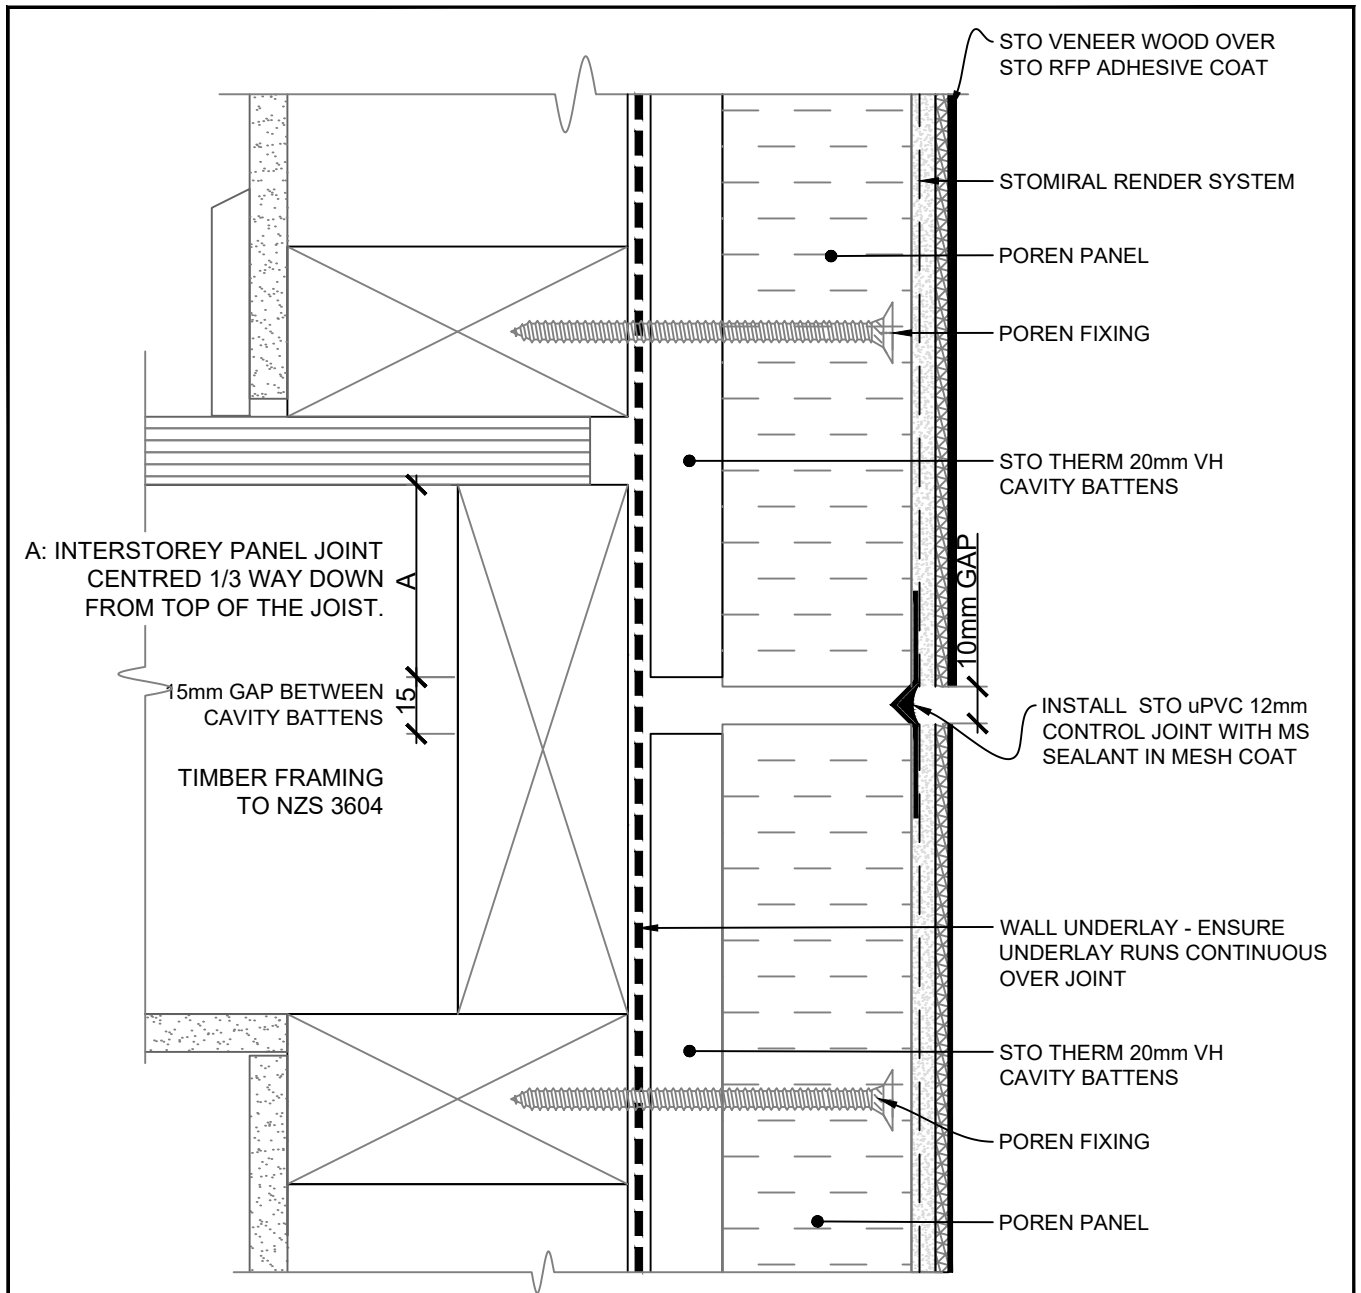 STO VENEER WOOD OVER
STO RFP ADHESIVE COAT
STOMIRAL RENDER SYSTEM
POREN PANEL
POREN FIXING
STO THERM 20mm VH
CAVITY BATTENS
A: INTERSTOREY PANEL JOINT
CENTRED 1/3 WAY DOWN
FROM TOP OF THE JOIST.
A
10mm GAP
15mm GAP BETWEEN
CAVITY BATTENS
15
INSTALL STO uPVC 12mm
CONTROL JOINT WITH MS
SEALANT IN MESH COAT
TIMBER FRAMING
TO NZS 3604
WALL UNDERLAY - ENSURE
UNDERLAY RUNS CONTINUOUS
OVER JOINT
STO THERM 20mm VH
CAVITY BATTENS
POREN FIXING
POREN PANEL